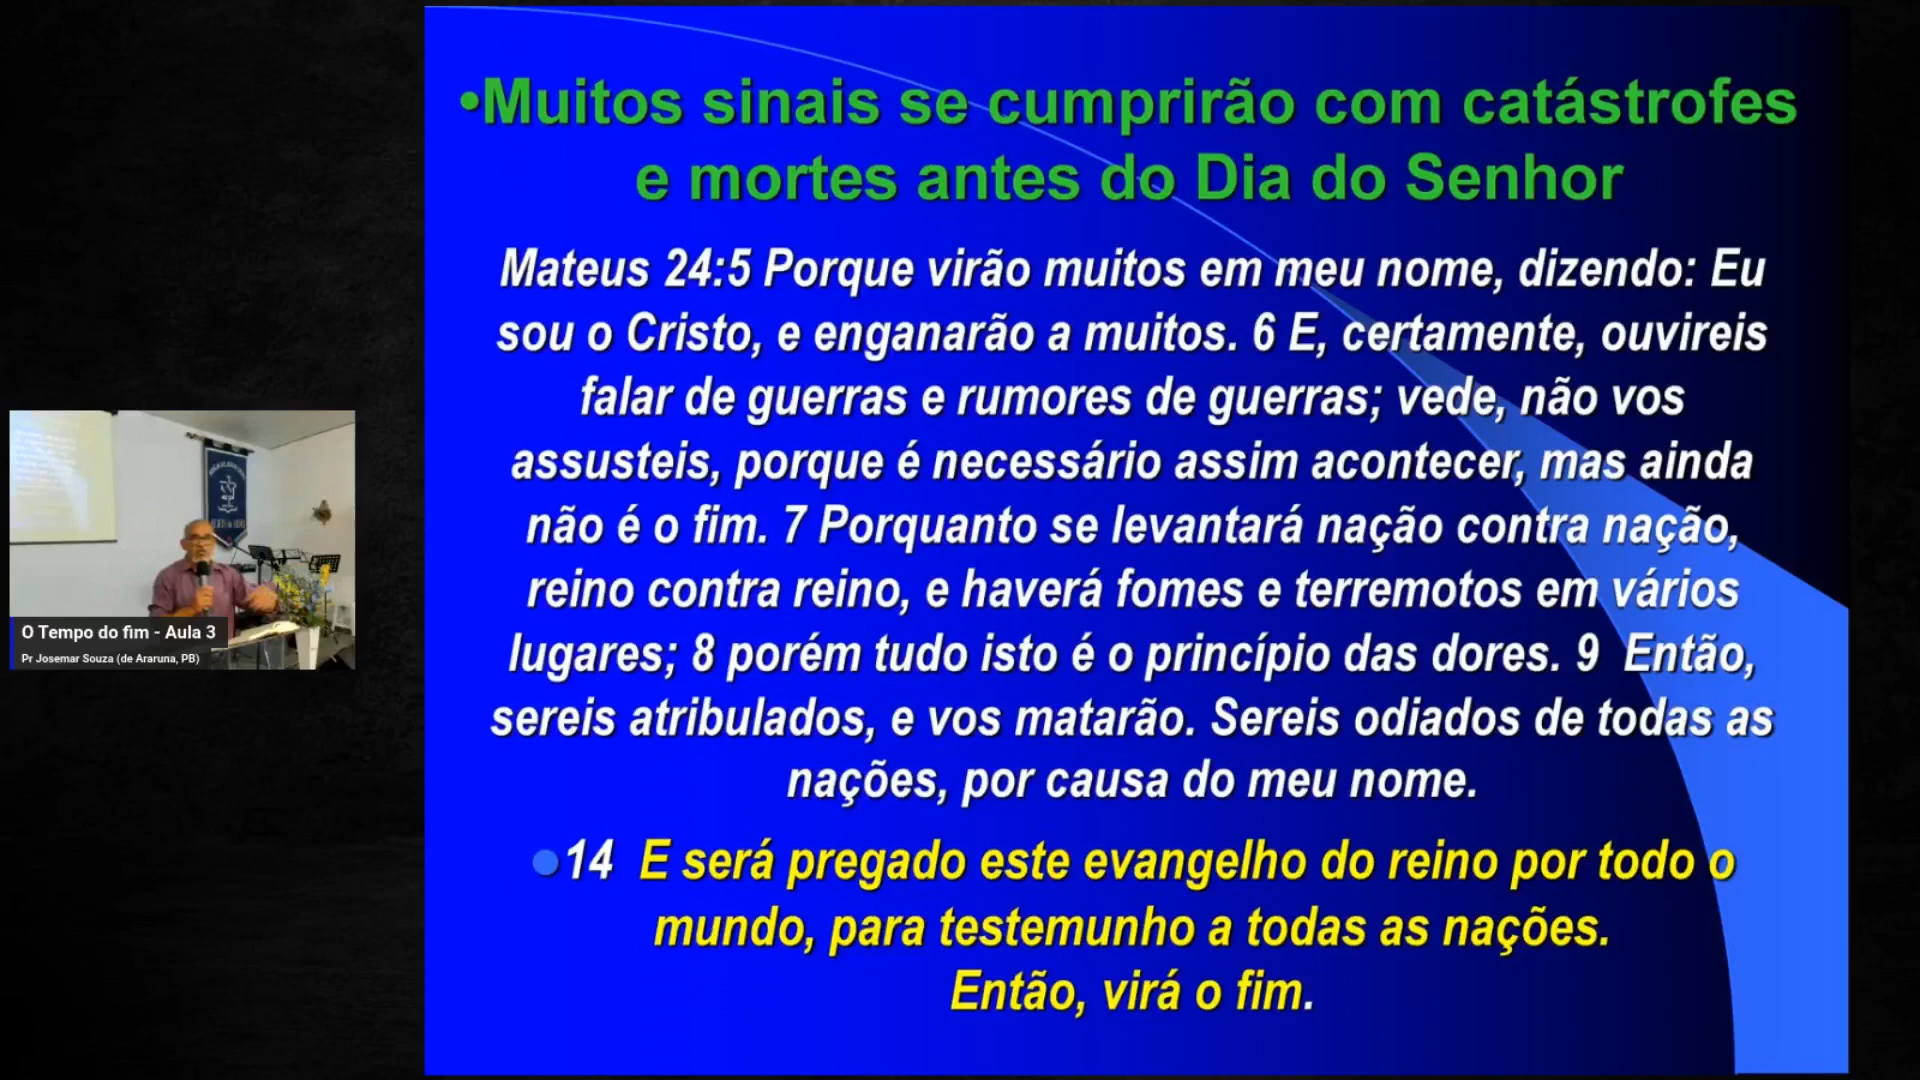 •Muitos sinais se cumprirão com catástrofes
e mortes antes do Dia do Senhor
Mateus 24:5 Porque virão muitos em meu nome, dizendo: Eu
sou o Cristo, e enganarão a muitos. 6 E, certamente, ouvireis
falar de guerras e rumores de guerras; vede, não vos
assusteis, porque é necessário assim acontecer, mas ainda
não é o fim. 7 Porquanto se levantará nação contra nação,
reino contra reino, e haverá fomes e terremotos em vários
lugares; 8 porém tudo isto é o princípio das dores. 9 Então,
sereis atribulados, e vos matarão. Sereis odiados de todas as
nações, por causa do meu nome.
14 E será pregado este evangelho do reino por todo o
mundo, para testemunho a todas as nações.
Então, virá o fim.
O Tempo do fim - Aula 3
Pr Josemar Souza (de Araruna, PB)